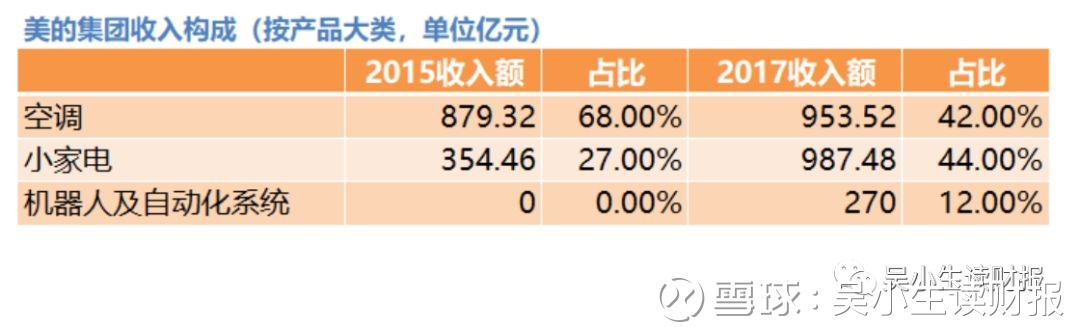 美的集团收入构成（按产品大类，单位亿元）
2015收入额 占比 2017收入额 占比
空调 879.32 68.00% 953.52 42.00%
小家电 354.46 27.00% 987.48 44.00%
机器人及自动化系统 0 0.00% 270 12.00%
吴小生读财报
雪球：吴小生读财报